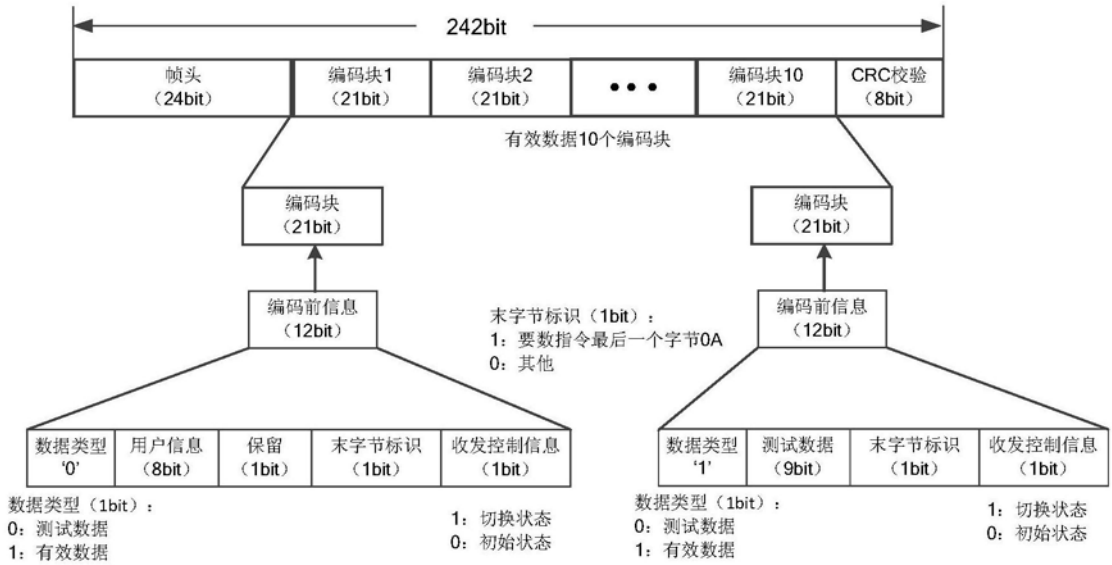 242bit
帧头
（24bit）
编码块1
（21bit）
编码块2
（21bit）
•••
编码块10
（21bit）
CRC校验
（8bit）
有效数据10个编码块
编码块
（21bit）
编码块
（21bit）
编码前信息
（12bit）
末字节标识（1bit）：
1：要数指令最后一个字节0A
0：其他
编码前信息
（12bit）
数据类型
‘0’
用户信息
（8bit）
保留
（1bit）
末字节标识
（1bit）
收发控制信息
（1bit）
数据类型
‘1’
测试数据
（9bit）
末字节标识
（1bit）
收发控制信息
（1bit）
数据类型（1bit）：
0：测试数据
1：有效数据
1：切换状态
0：初始状态
数据类型（1bit）：
0：测试数据
1：有效数据
1：切换状态
0：初始状态